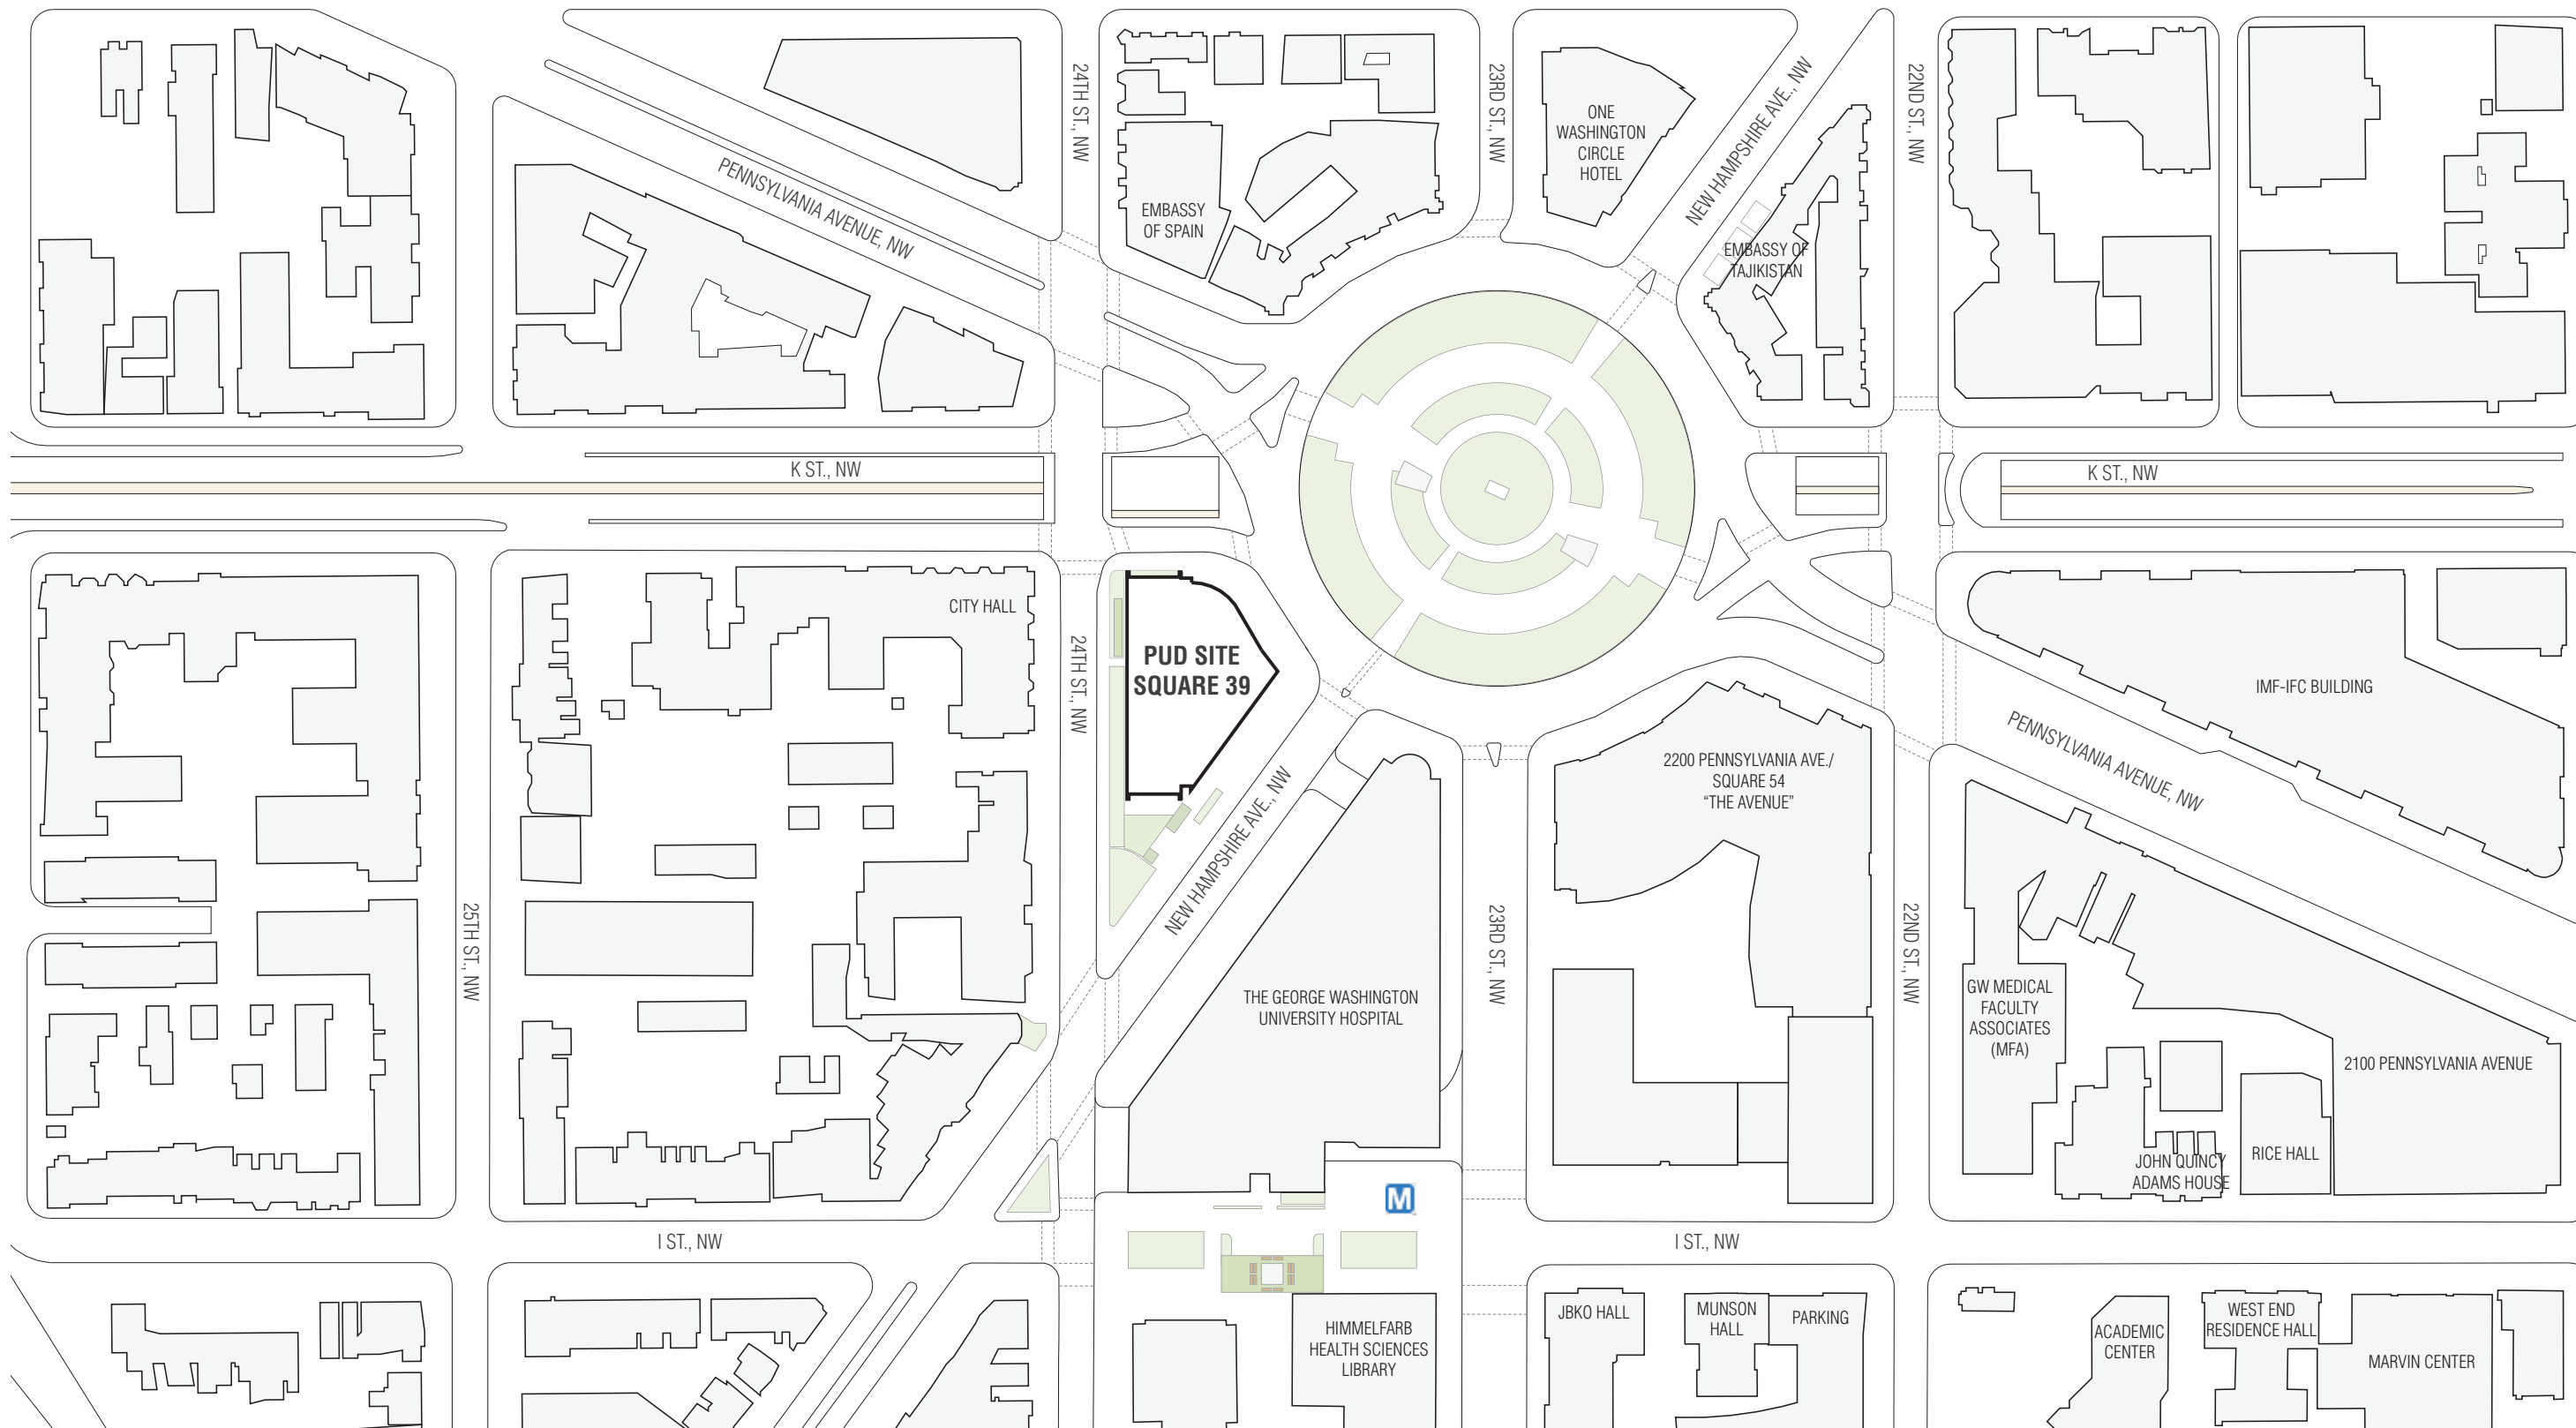 24TH ST., NW
23RD ST., NW
22ND ST., NW
NEW HAMPSHIRE AVE., NW
ONE
WASHINGTON
CIRCLE
HOTEL
PENNSYLVANIA AVENUE, NW
EMBASSY
OF SPAIN
EMBASSY OF
TAJIKISTAN
K ST., NW
K ST., NW
CITY HALL
24TH ST., NW
PUD SITE
SQUARE 39
IMF-IFC BUILDING
PENNSYLVANIA AVENUE, NW
2200 PENNSYLVANIA AVE./
SQUARE 54
“THE AVENUE”
NEW HAMPSHIRE AVE., NW
25TH ST., NW
23RD ST., NW
22ND ST., NW
THE GEORGE WASHINGTON
UNIVERSITY HOSPITAL
GW MEDICAL
FACULTY
ASSOCIATES
(MFA)
2100 PENNSYLVANIA AVENUE
JOHN QUINCY
ADAMS HOUSE
RICE HALL
M
I ST., NW
I ST., NW
HIMMELFARB
HEALTH SCIENCES
LIBRARY
JBKO HALL
MUNSON
HALL
PARKING
ACADEMIC
CENTER
WEST END
RESIDENCE HALL
MARVIN CENTER